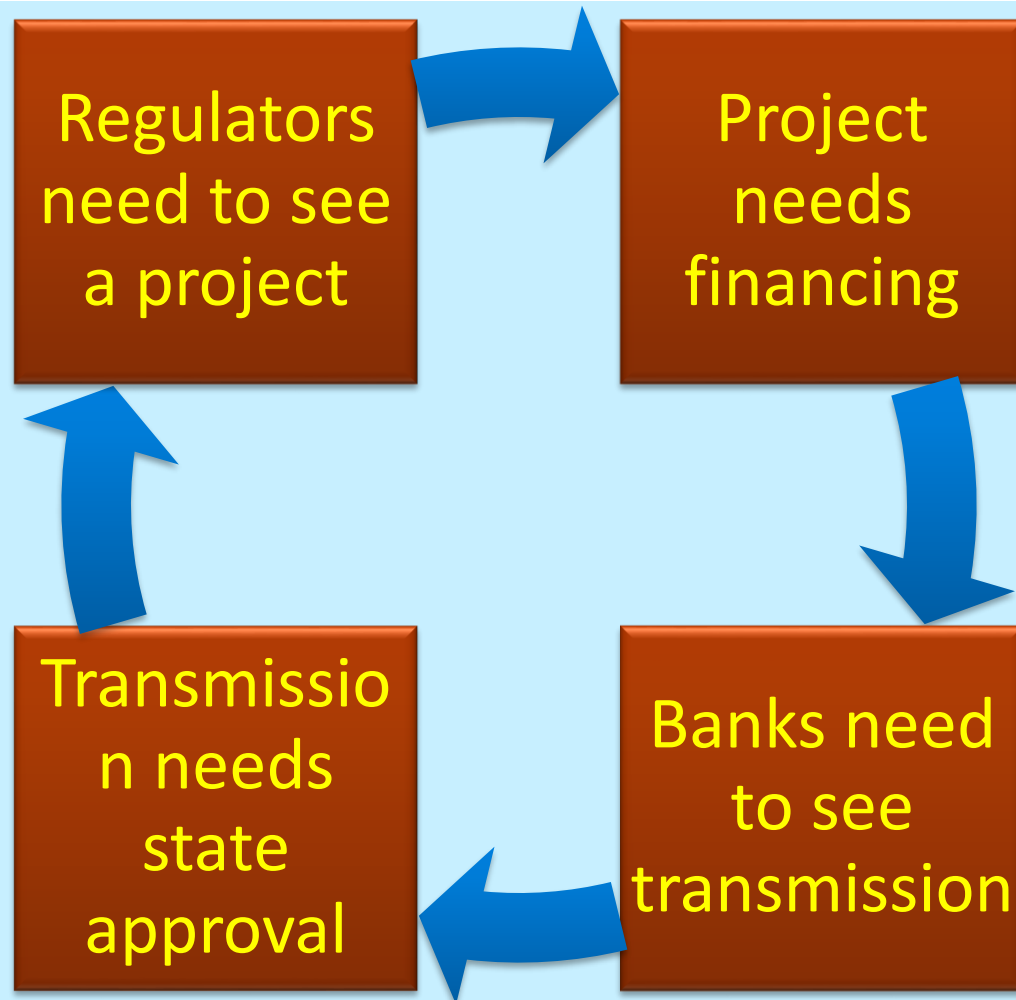 Regulators
need to see
a project
Project
needs
financing
Transmissio
n needs
state
approval
Banks need
to see
transmission